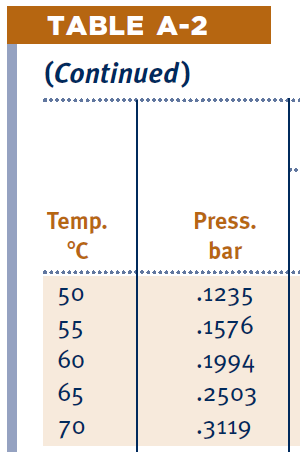 TABLE A-2
(Continued)
Temp. Press.
°C bar
50 .1235
55 .1576
60 .1994
65 .2503
70 .3119